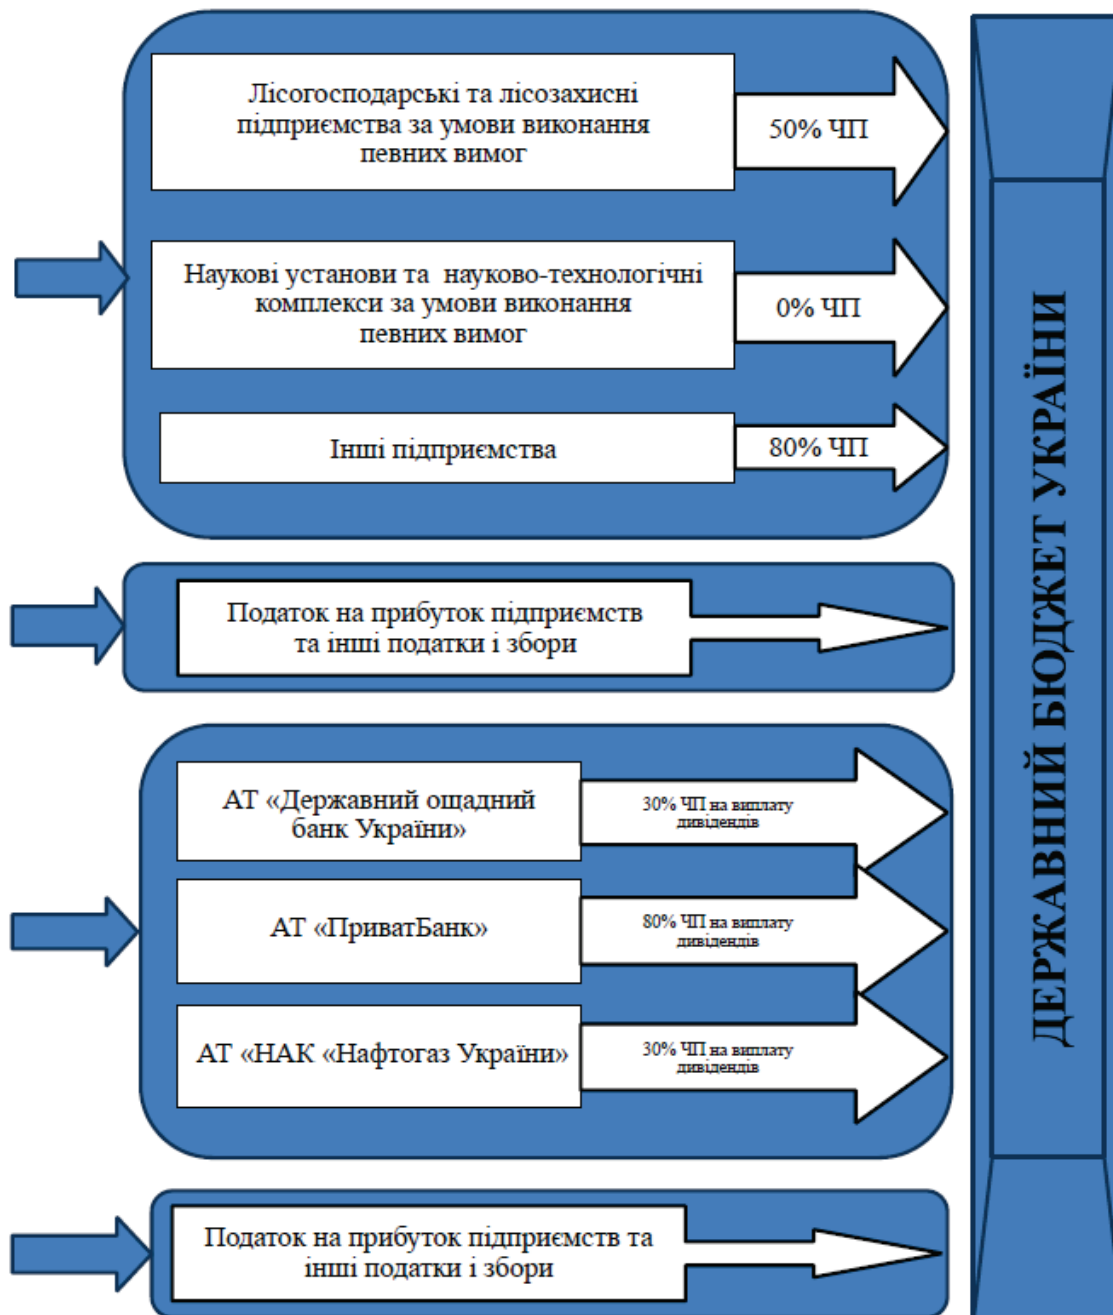 Лісогосподарські та лісозахисні
підприємства за умови виконання
певних вимог
50% ЧП
Наукові установи та науково-технологічні
комплекси за умови виконання
певних вимог
0% ЧП
Інші підприємства
80% ЧП
Податок на прибуток підприємств
та інші податки і збори
АТ «Державний ощадний
банк України»
30% ЧП на виплату
дивідендів
АТ «ПриватБанк»
80% ЧП на виплату
дивідендів
АТ «НАК «Нафтогаз України»
30% ЧП на виплату
дивідендів
Податок на прибуток підприємств та
інші податки і збори
ДЕРЖАВНИЙ БЮДЖЕТ УКРАЇНИ